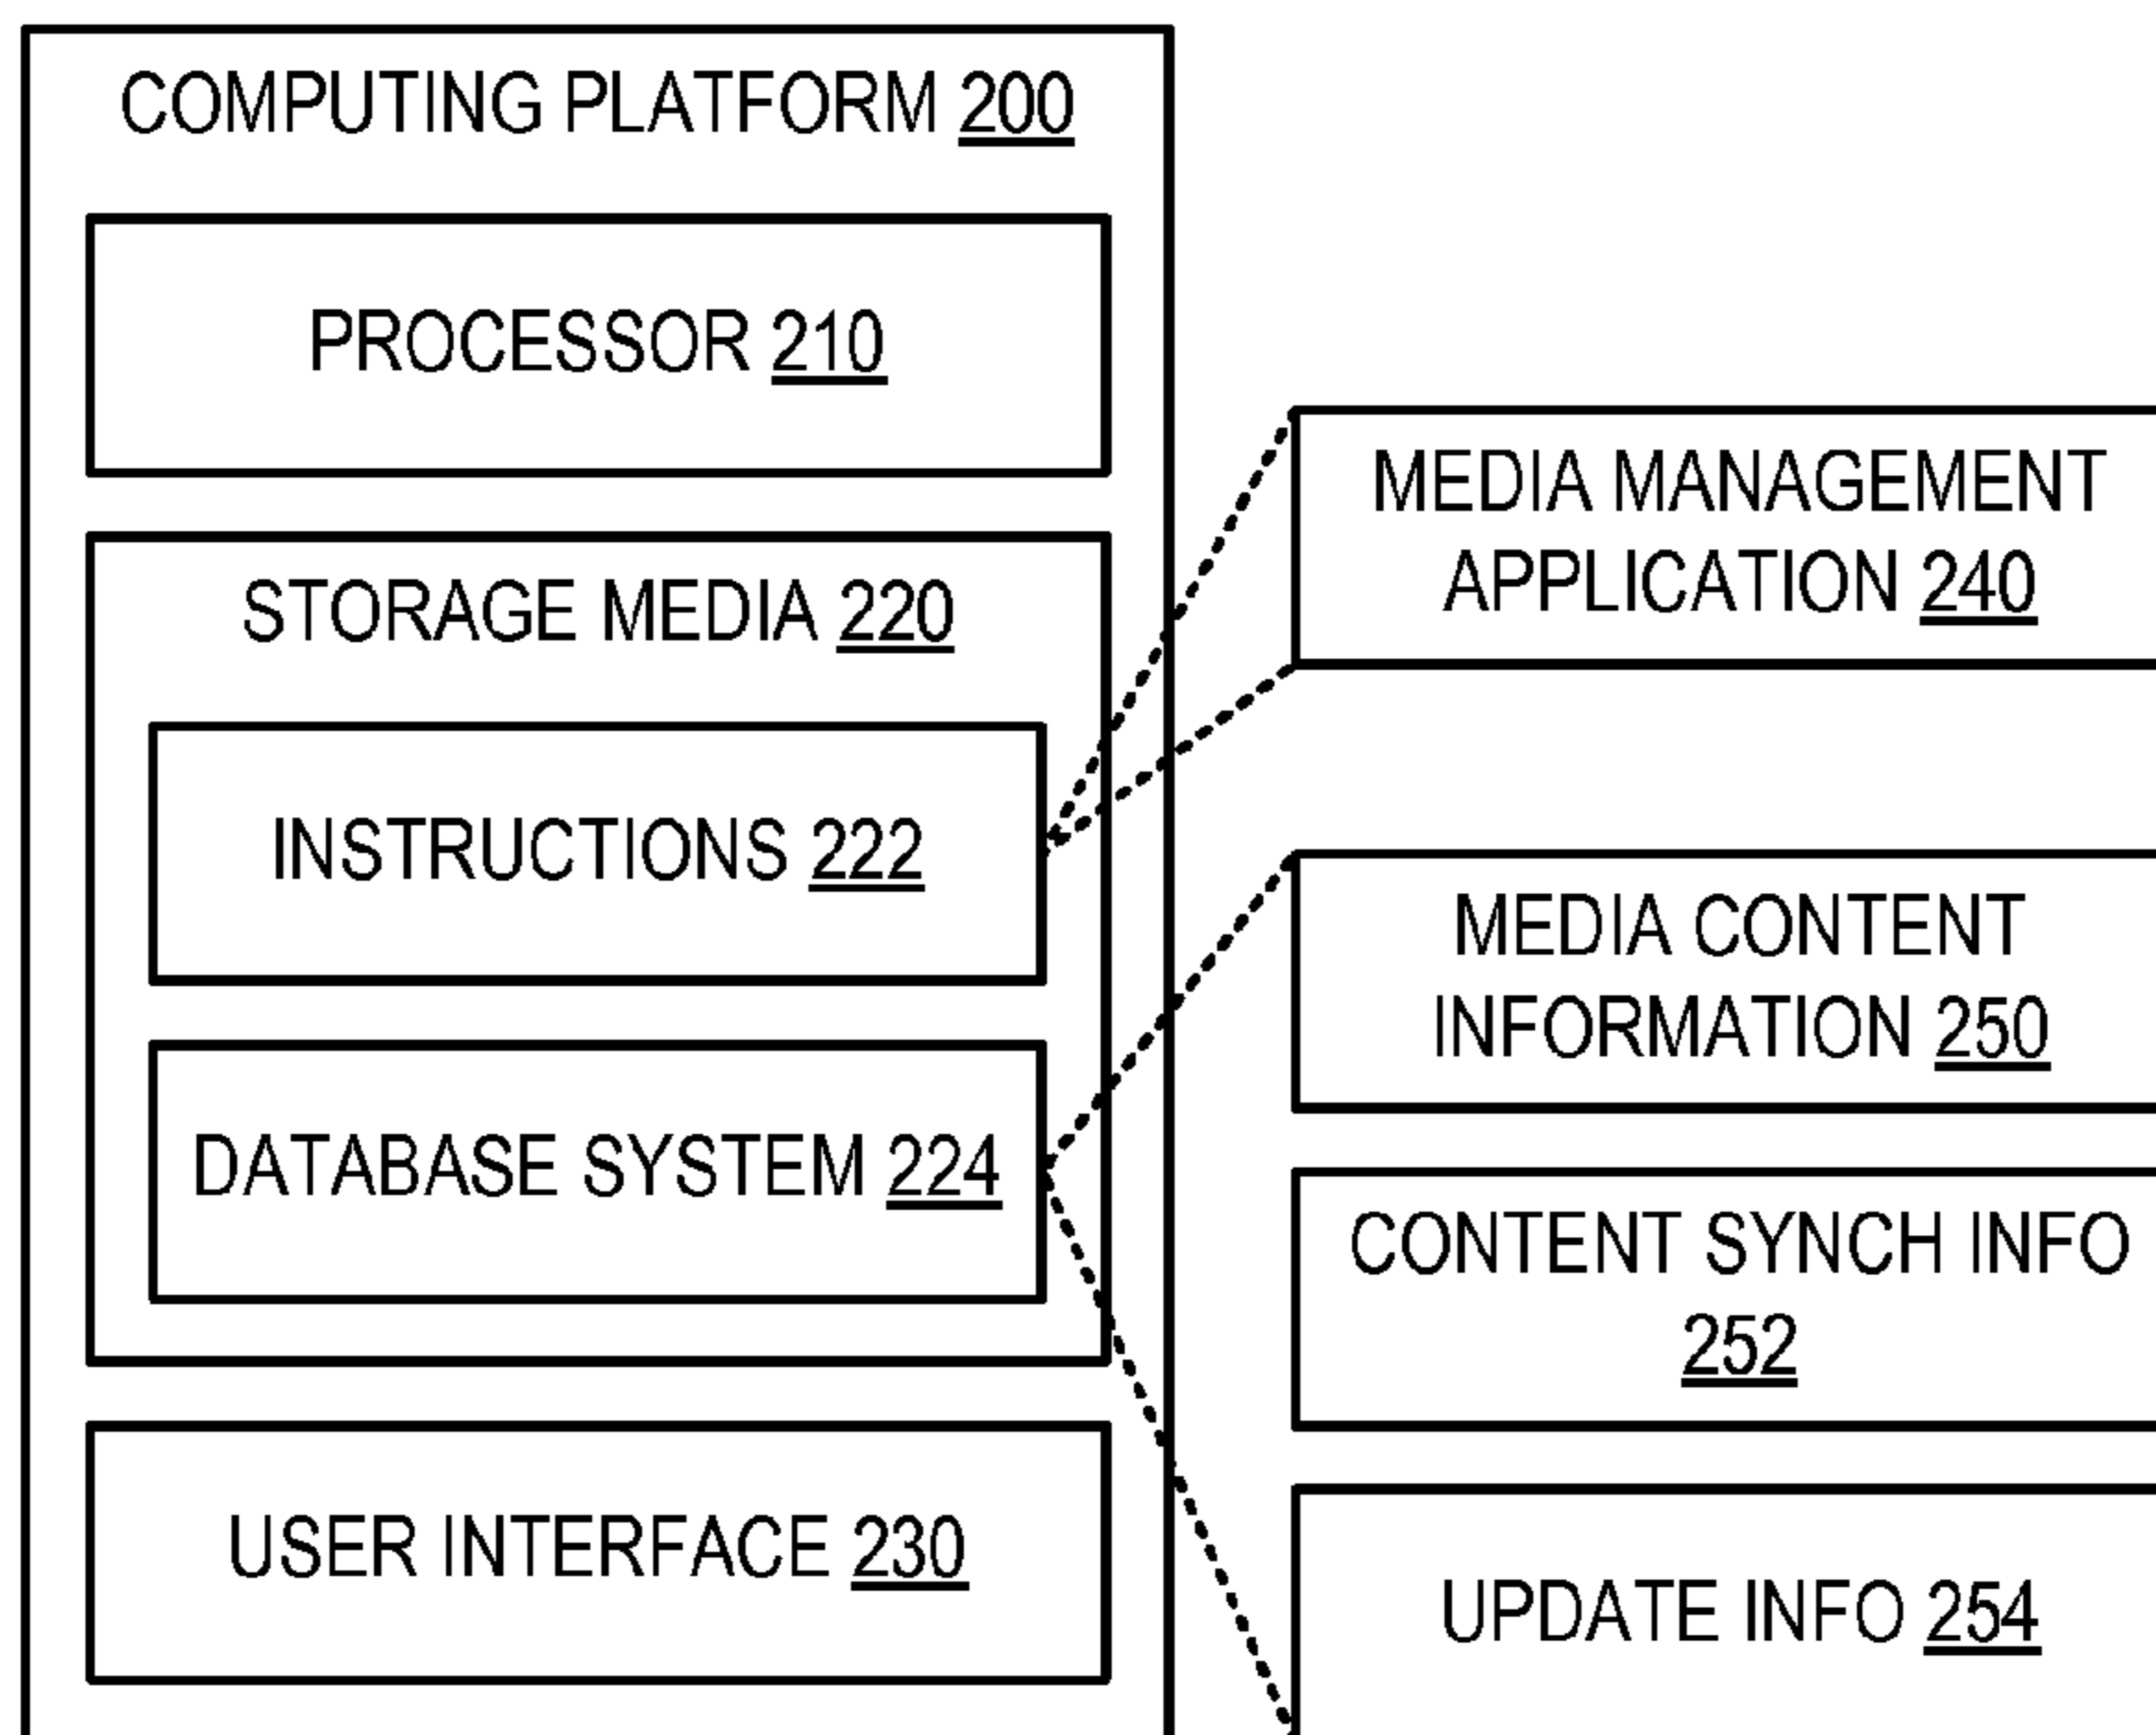 COMPUTING PLATFORM 200
PROCESSOR 210
STORAGE MEDIA 220
INSTRUCTIONS 222
DATABASE SYSTEM 224
USER INTERFACE 230
MEDIA MANAGEMENT
APPLICATION 240
MEDIA CONTENT
INFORMATION 250
CONTENT SYNCH INFO
252
UPDATE INFO 254